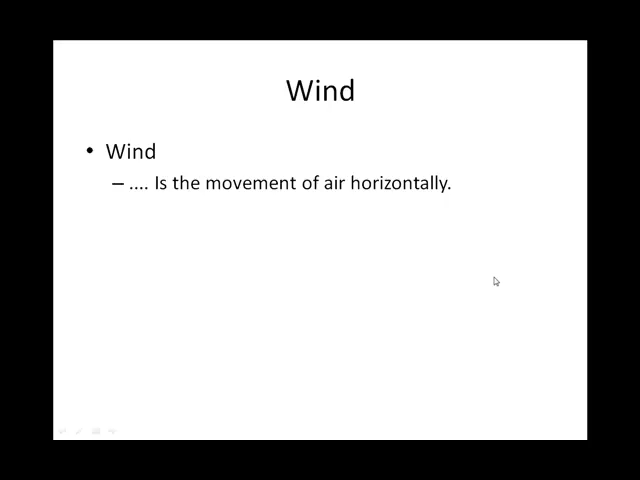 Wind
• Wind
– .... Is the movement of air horizontally.